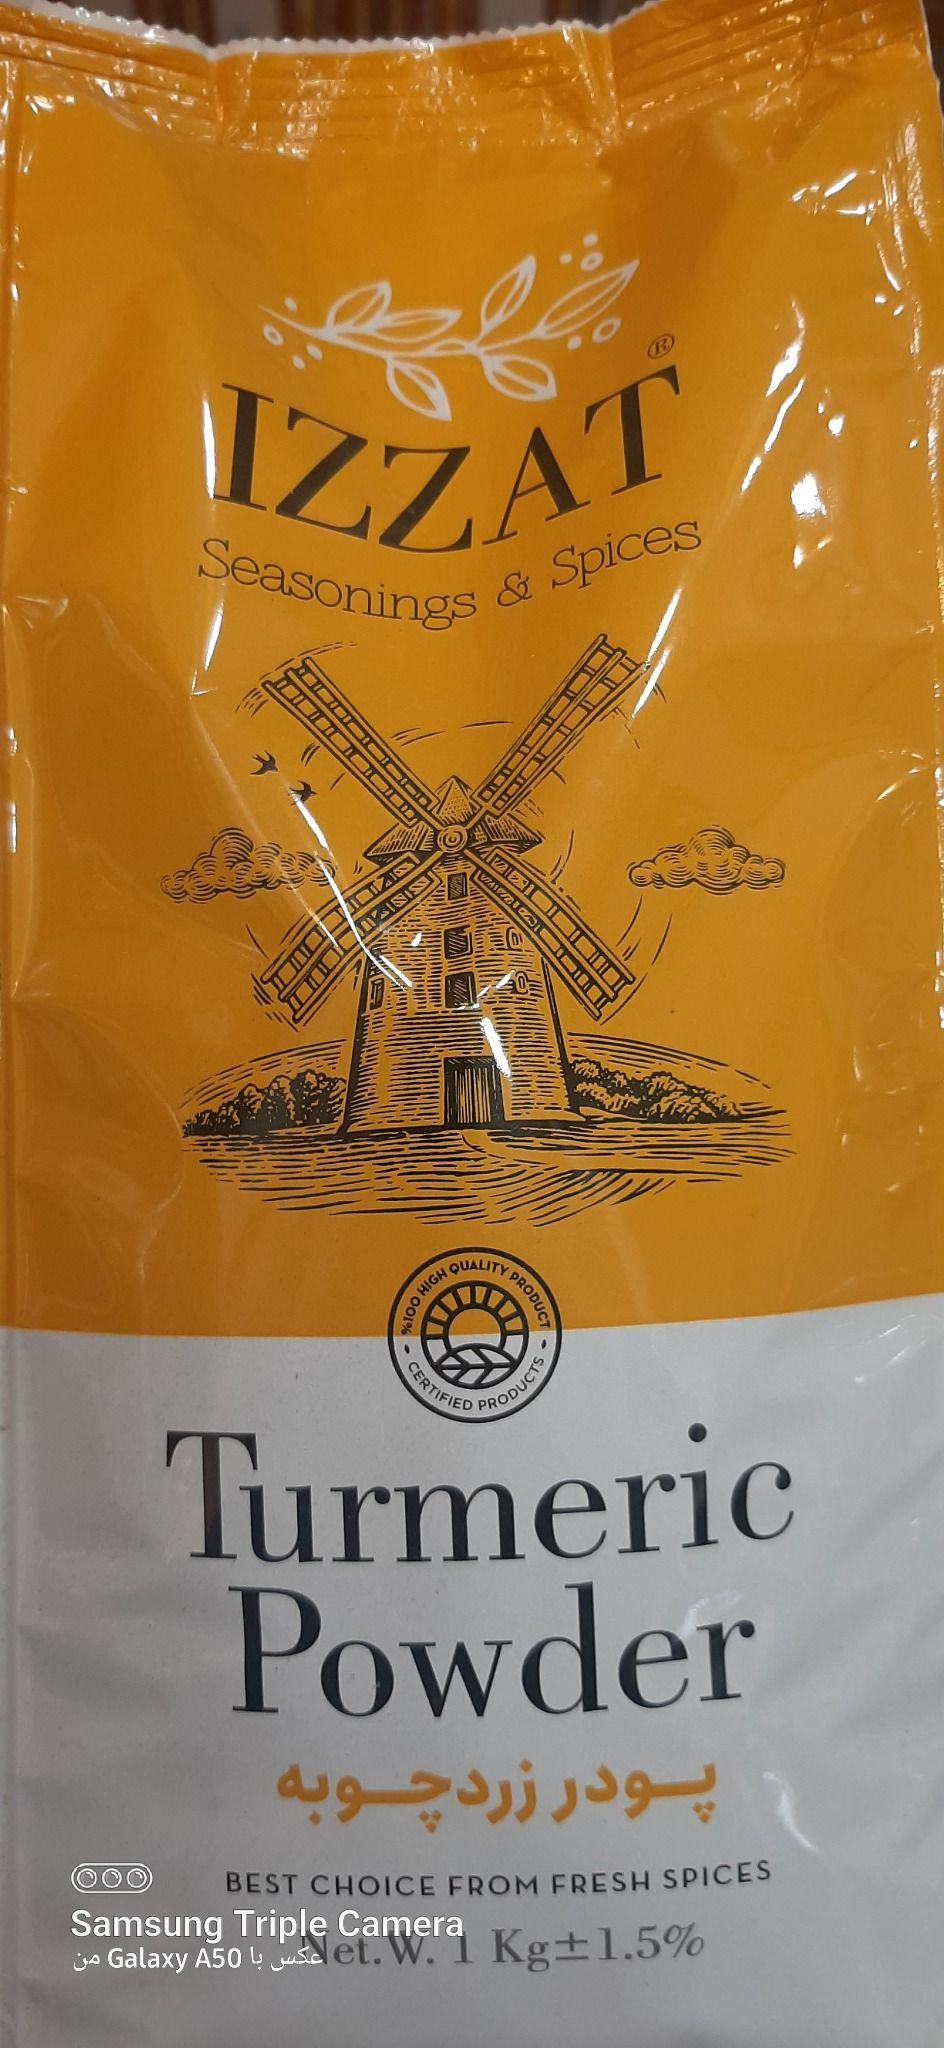 ®
IZZAT
Seasonings & Spices
%100 HIGH QUALITY PRODUCT
• CERTIFIED PRODUCTS •
Turmeric
Powder
پودر زردچوبه
BEST CHOICE FROM FRESH SPICES
Net.W. 1 Kg±1.5%
Samsung Triple Camera
عکس با Galaxy A50 من